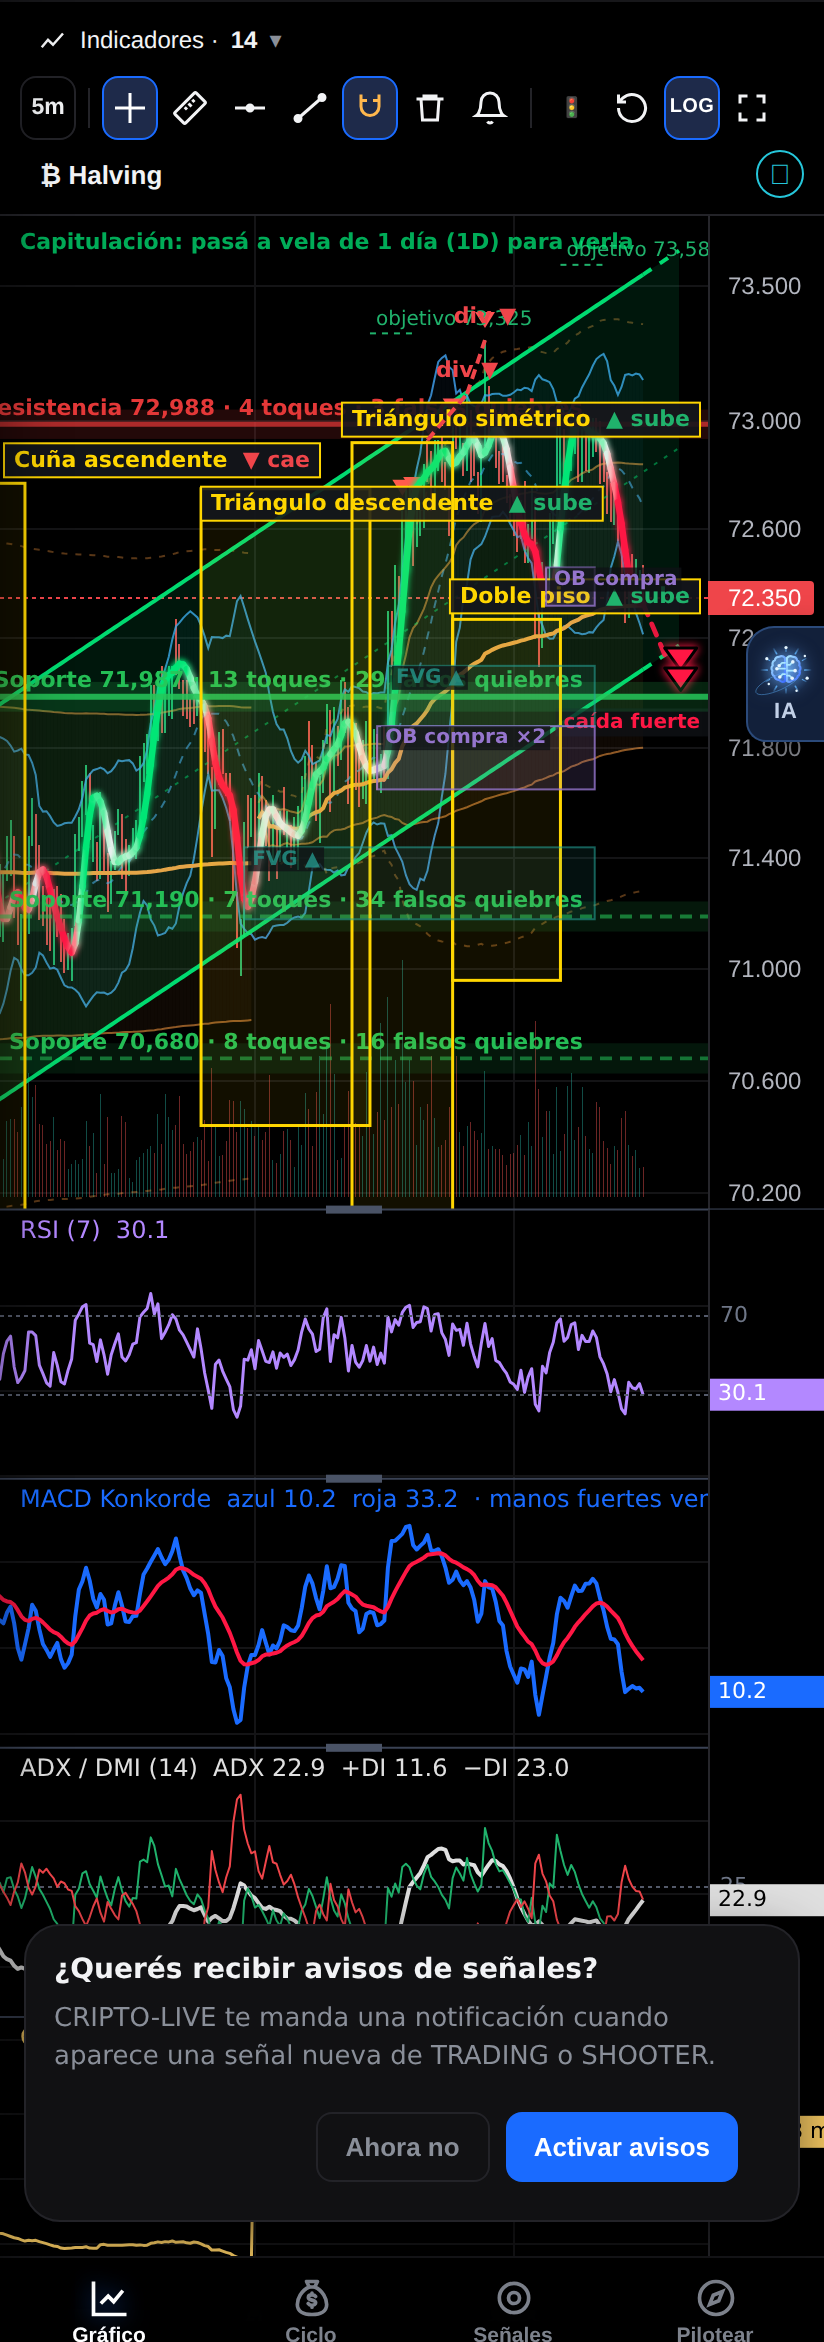 Indicadores · 14 ▾
5m
LOG
₿ Halving
Capitulación: pasá a vela de 1 día (1D) para verla
objetivo 73,58
73.500
objetivo 73,325
div ▼
div ▼
esistencia 72,988 · 4 toques
73.000
Triángulo simétrico ▲ sube
Cuña ascendente ▼ cae
Triángulo descendente ▲ sube
72.600
OB compra
Doble piso ▲ sube
72.350
72
Soporte 71,987 · 13 toques · 29 quiebres
FVG ▲
IA
caída fuerte
OB compra ×2
71.800
FVG ▲
71.400
Soporte 71,190 · 7 toques · 34 falsos quiebres
71.000
Soporte 70,680 · 8 toques · 16 falsos quiebres
70.600
70.200
RSI (7) 30.1
70
30.1
MACD Konkorde azul 10.2 roja 33.2 · manos fuertes ver
10.2
ADX / DMI (14) ADX 22.9 +DI 11.6 −DI 23.0
25
22.9
¿Querés recibir avisos de señales?
CRIPTO-LIVE te manda una notificación cuando
aparece una señal nueva de TRADING o SHOOTER.
Ahora no
Activar avisos
Gráfico
Ciclo
Señales
Pilotear